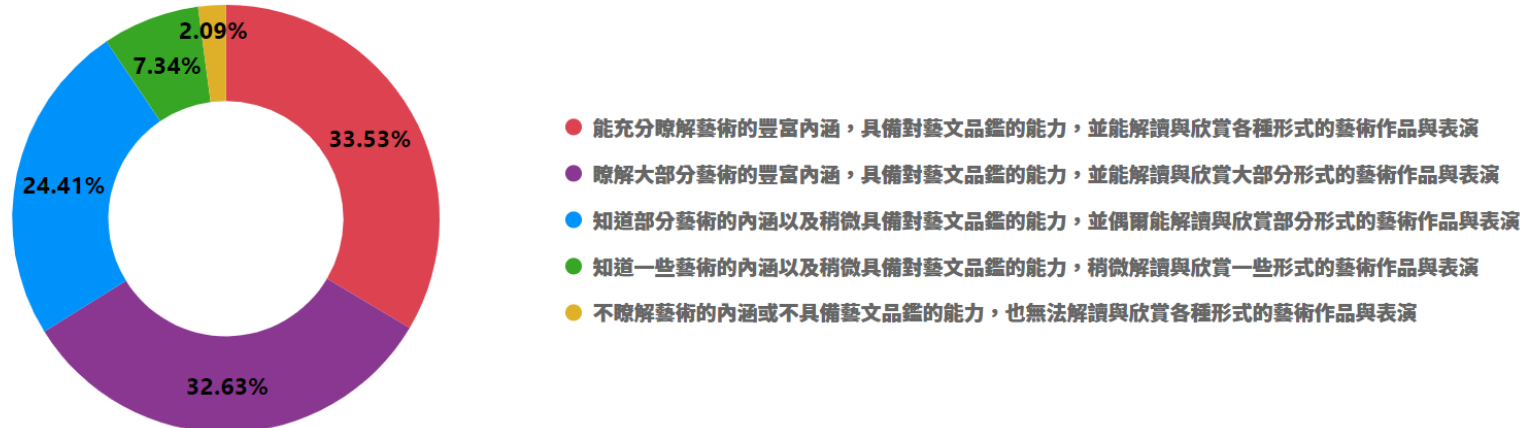 2.09%
7.34%
33.53%
24.41%
32.63%
能充分瞭解藝術的豐富內涵，具備對藝文品鑑的能力，並能解讀與欣賞各種形式的藝術作品與表演
瞭解大部分藝術的豐富內涵，具備對藝文品鑑的能力，並能解讀與欣賞大部分形式的藝術作品與表演
知道部分藝術的內涵以及稍微具備對藝文品鑑的能力，並偶爾能解讀與欣賞部分形式的藝術作品與表演
知道一些藝術的內涵以及稍微具備對藝文品鑑的能力，稍微解讀與欣賞一些形式的藝術作品與表演
不瞭解藝術的內涵或不具備藝文品鑑的能力，也無法解讀與欣賞各種形式的藝術作品與表演